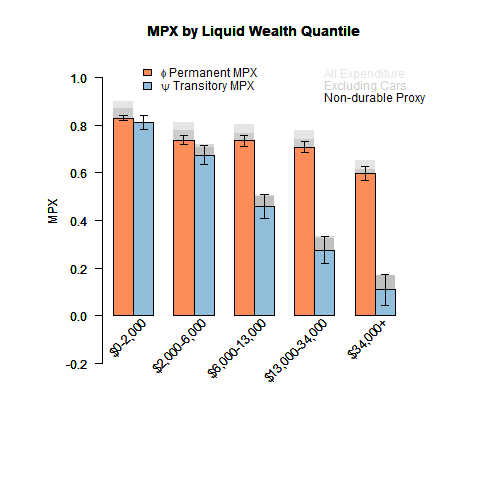 MPX by Liquid Wealth Quantile
ϕ Permanent MPX
ψ Transitory MPX
All Expenditure
Excluding Cars
Non-durable Proxy
MPX
1.0
0.8
0.6
0.4
0.2
0.0
-0.2
$0-2,000
$2,000-6,000
$6,000-13,000
$13,000-34,000
$34,000+